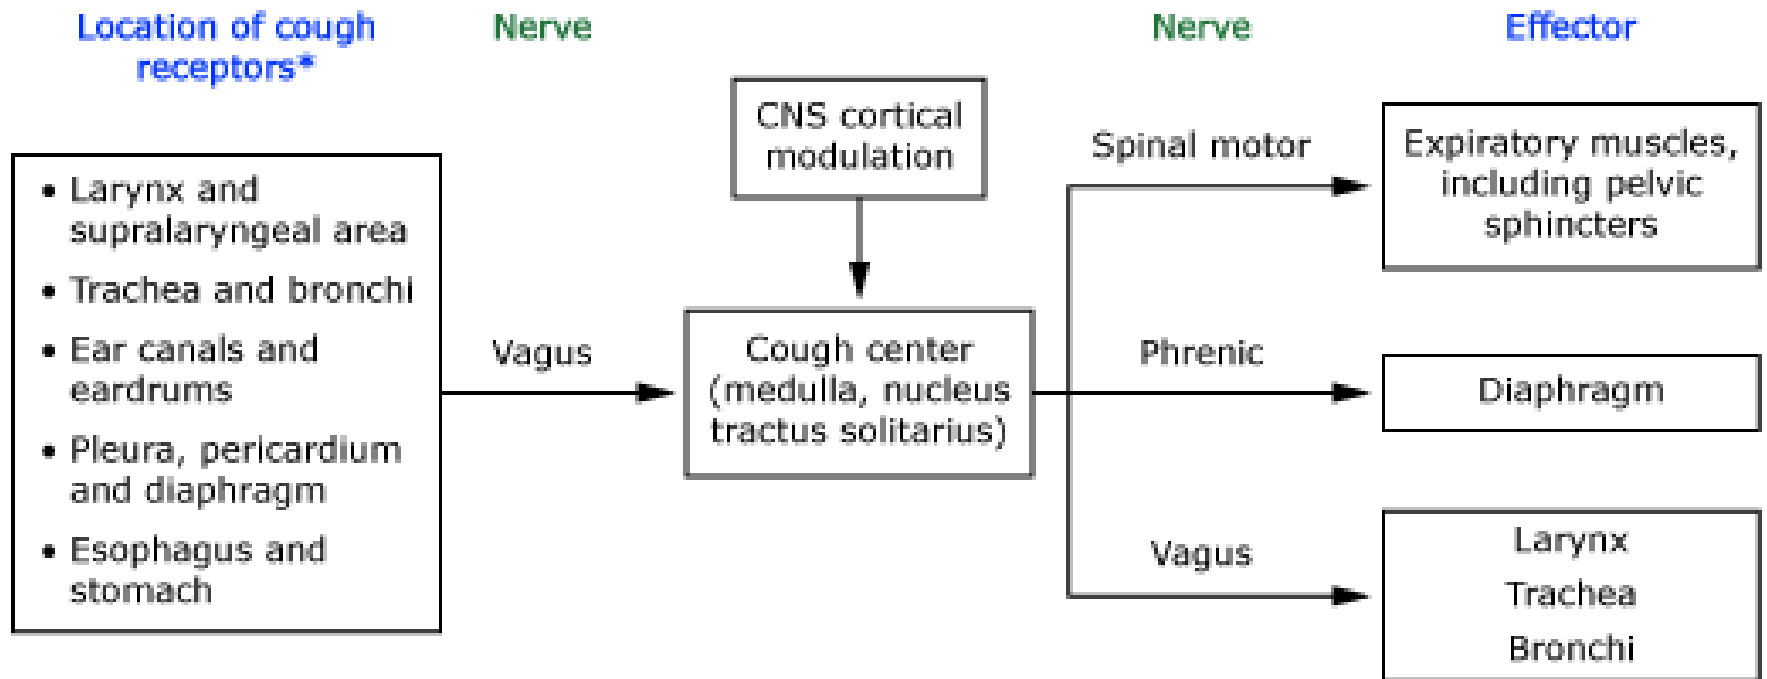 Location of cough
receptors*
Nerve
Nerve
Effector
• Larynx and
supralaryngeal area
• Trachea and bronchi
• Ear canals and
eardrums
• Pleura, pericardium
and diaphragm
• Esophagus and
stomach
Vagus
CNS cortical
modulation
Cough center
(medulla, nucleus
tractus solitarius)
Spinal motor
Expiratory muscles,
including pelvic
sphincters
Phrenic
Diaphragm
Vagus
Larynx
Trachea
Bronchi